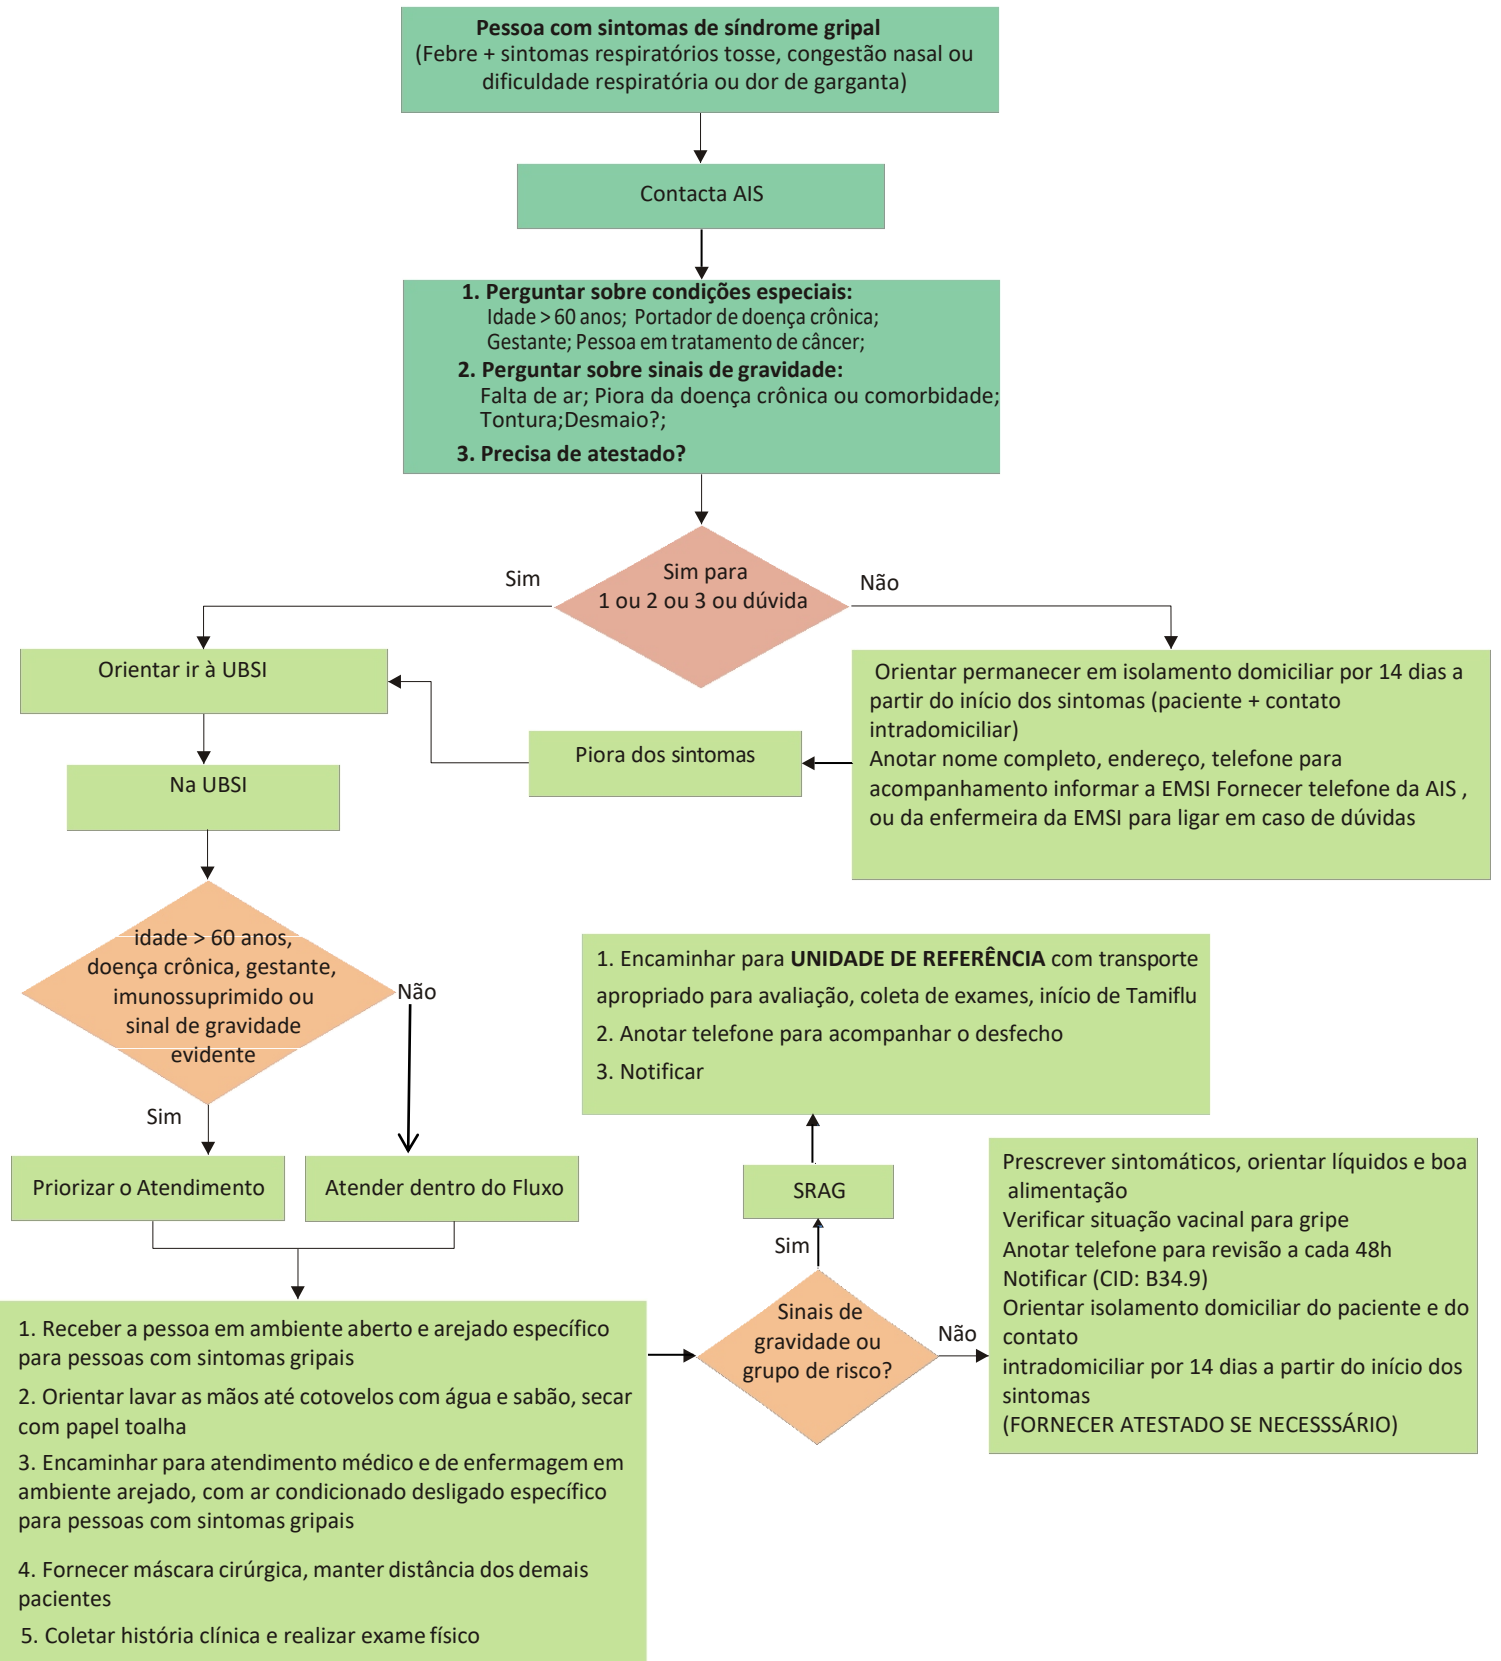 Pessoa com sintomas de síndrome gripal
(Febre + sintomas respiratórios tosse, congestão nasal ou
dificuldade respiratória ou dor de garganta)
Contacta AIS
1. Perguntar sobre condições especiais:
Idade > 60 anos; Portador de doença crônica;
Gestante; Pessoa em tratamento de câncer;
2. Perguntar sobre sinais de gravidade:
Falta de ar; Piora da doença crônica ou comorbidade;
Tontura;Desmaio?;
3. Precisa de atestado?
Sim para
1 ou 2 ou 3 ou dúvida
Sim
Não
Orientar ir à UBSI
Orientar permanecer em isolamento domiciliar por 14 dias a
partir do início dos sintomas (paciente + contato
intradomiciliar)
Anotar nome completo, endereço, telefone para
acompanhamento informar a EMSI Fornecer telefone da AIS ,
ou da enfermeira da EMSI para ligar em caso de dúvidas
Piora dos sintomas
Na UBSI
idade > 60 anos,
doença crônica, gestante,
imunossuprimido ou
sinal de gravidade
evidente
Não
Sim
Priorizar o Atendimento
Atender dentro do Fluxo
1. Receber a pessoa em ambiente aberto e arejado específico
para pessoas com sintomas gripais
2. Orientar lavar as mãos até cotovelos com água e sabão, secar
com papel toalha
3. Encaminhar para atendimento médico e de enfermagem em
ambiente arejado, com ar condicionado desligado específico
para pessoas com sintomas gripais
4. Fornecer máscara cirúrgica, manter distância dos demais
pacientes
5. Coletar história clínica e realizar exame físico
Sinais de
gravidade ou
grupo de risco?
Sim
Não
SRAG
1. Encaminhar para UNIDADE DE REFERÊNCIA com transporte
apropriado para avaliação, coleta de exames, início de Tamiflu
2. Anotar telefone para acompanhar o desfecho
3. Notificar
Prescrever sintomáticos, orientar líquidos e boa
alimentação
Verificar situação vacinal para gripe
Anotar telefone para revisão a cada 48h
Notificar (CID: B34.9)
Orientar isolamento domiciliar do paciente e do
contato
intradomiciliar por 14 dias a partir do início dos
sintomas
(FORNECER ATESTADO SE NECESSSÁRIO)